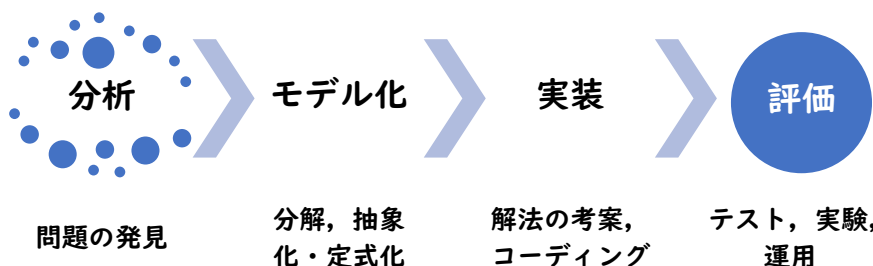 分析
モデル化
実装
評価
問題の発見
分解，抽象
化・定式化
解法の考案，
コーディング
テスト，実験，
運用